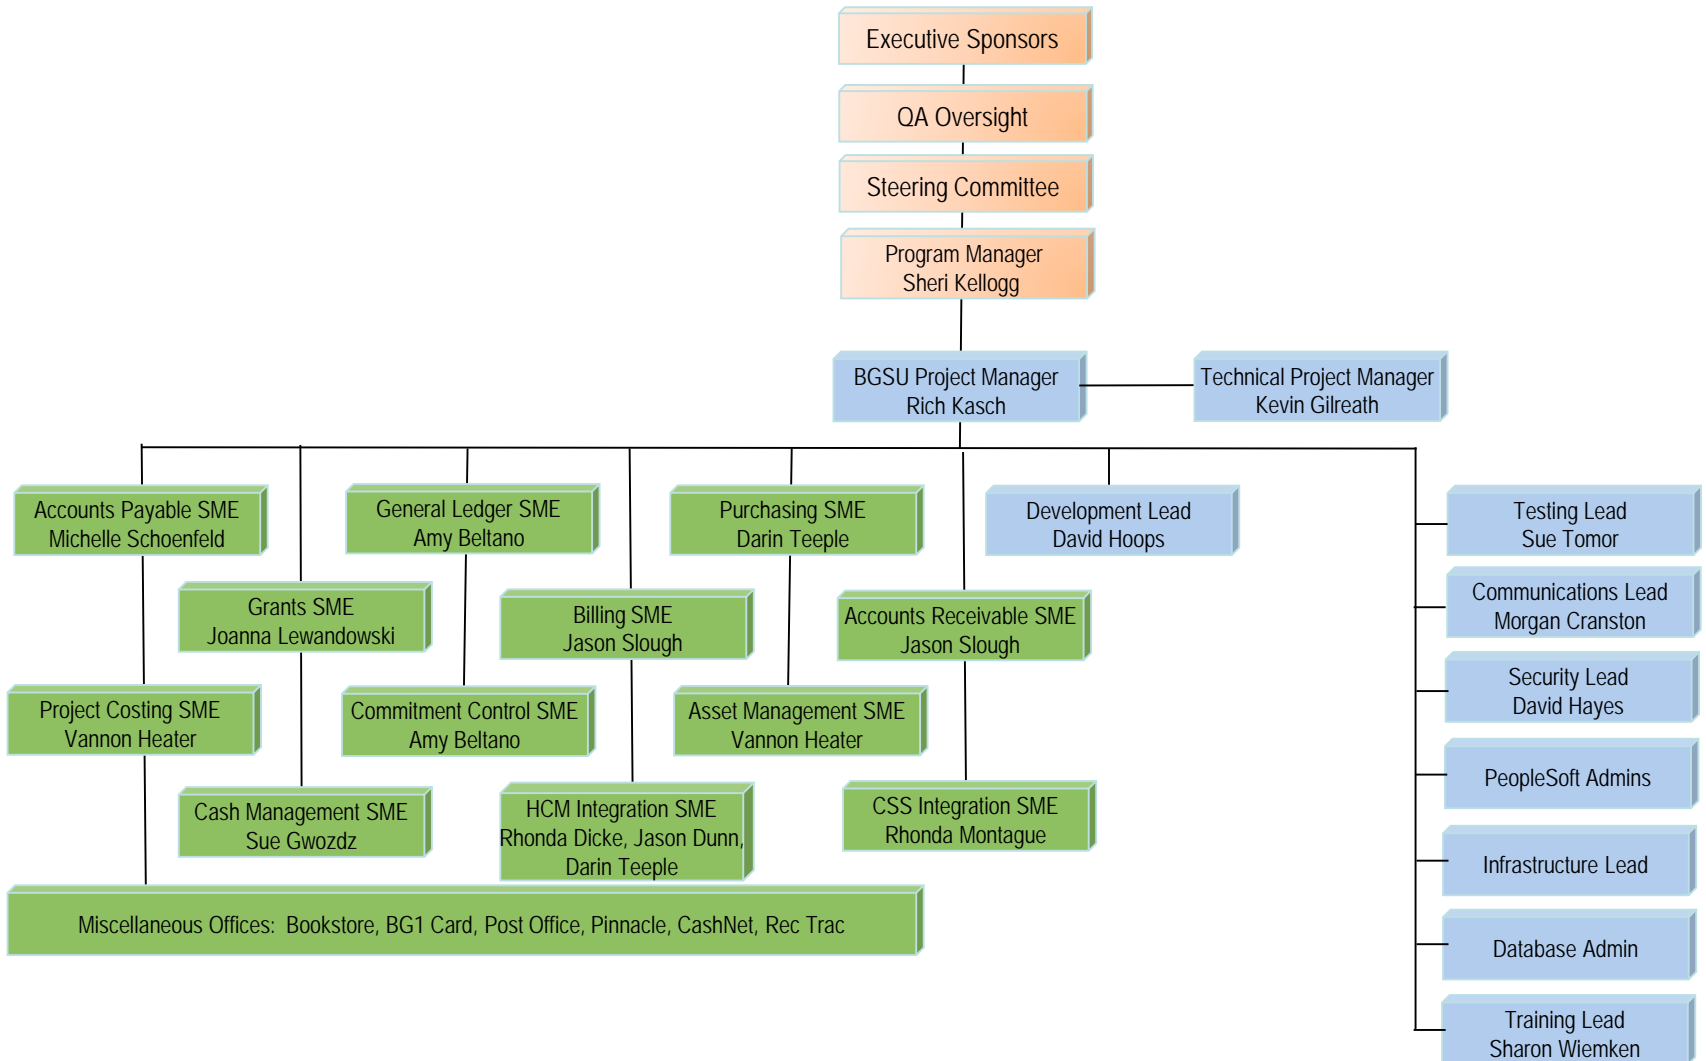 Executive Sponsors
QA Oversight
Steering Committee
Program Manager
Sheri Kellogg
BGSU Project Manager
Rich Kasch
Technical Project Manager
Kevin Gilreath
Accounts Payable SME
Michelle Schoenfeld
General Ledger SME
Amy Beltano
Purchasing SME
Darin Teeple
Development Lead
David Hoops
Testing Lead
Sue Tomor
Grants SME
Joanna Lewandowski
Billing SME
Jason Slough
Accounts Receivable SME
Jason Slough
Communications Lead
Morgan Cranston
Project Costing SME
Vannon Heater
Commitment Control SME
Amy Beltano
Asset Management SME
Vannon Heater
Security Lead
David Hayes
PeopleSoft Admins
Cash Management SME
Sue Gwozdz
HCM Integration SME
Rhonda Dicke, Jason Dunn,
Darin Teeple
CSS Integration SME
Rhonda Montague
Infrastructure Lead
Miscellaneous Offices:  Bookstore, BG1 Card, Post Office, Pinnacle, CashNet, Rec Trac
Database Admin
Training Lead
Sharon Wiemken